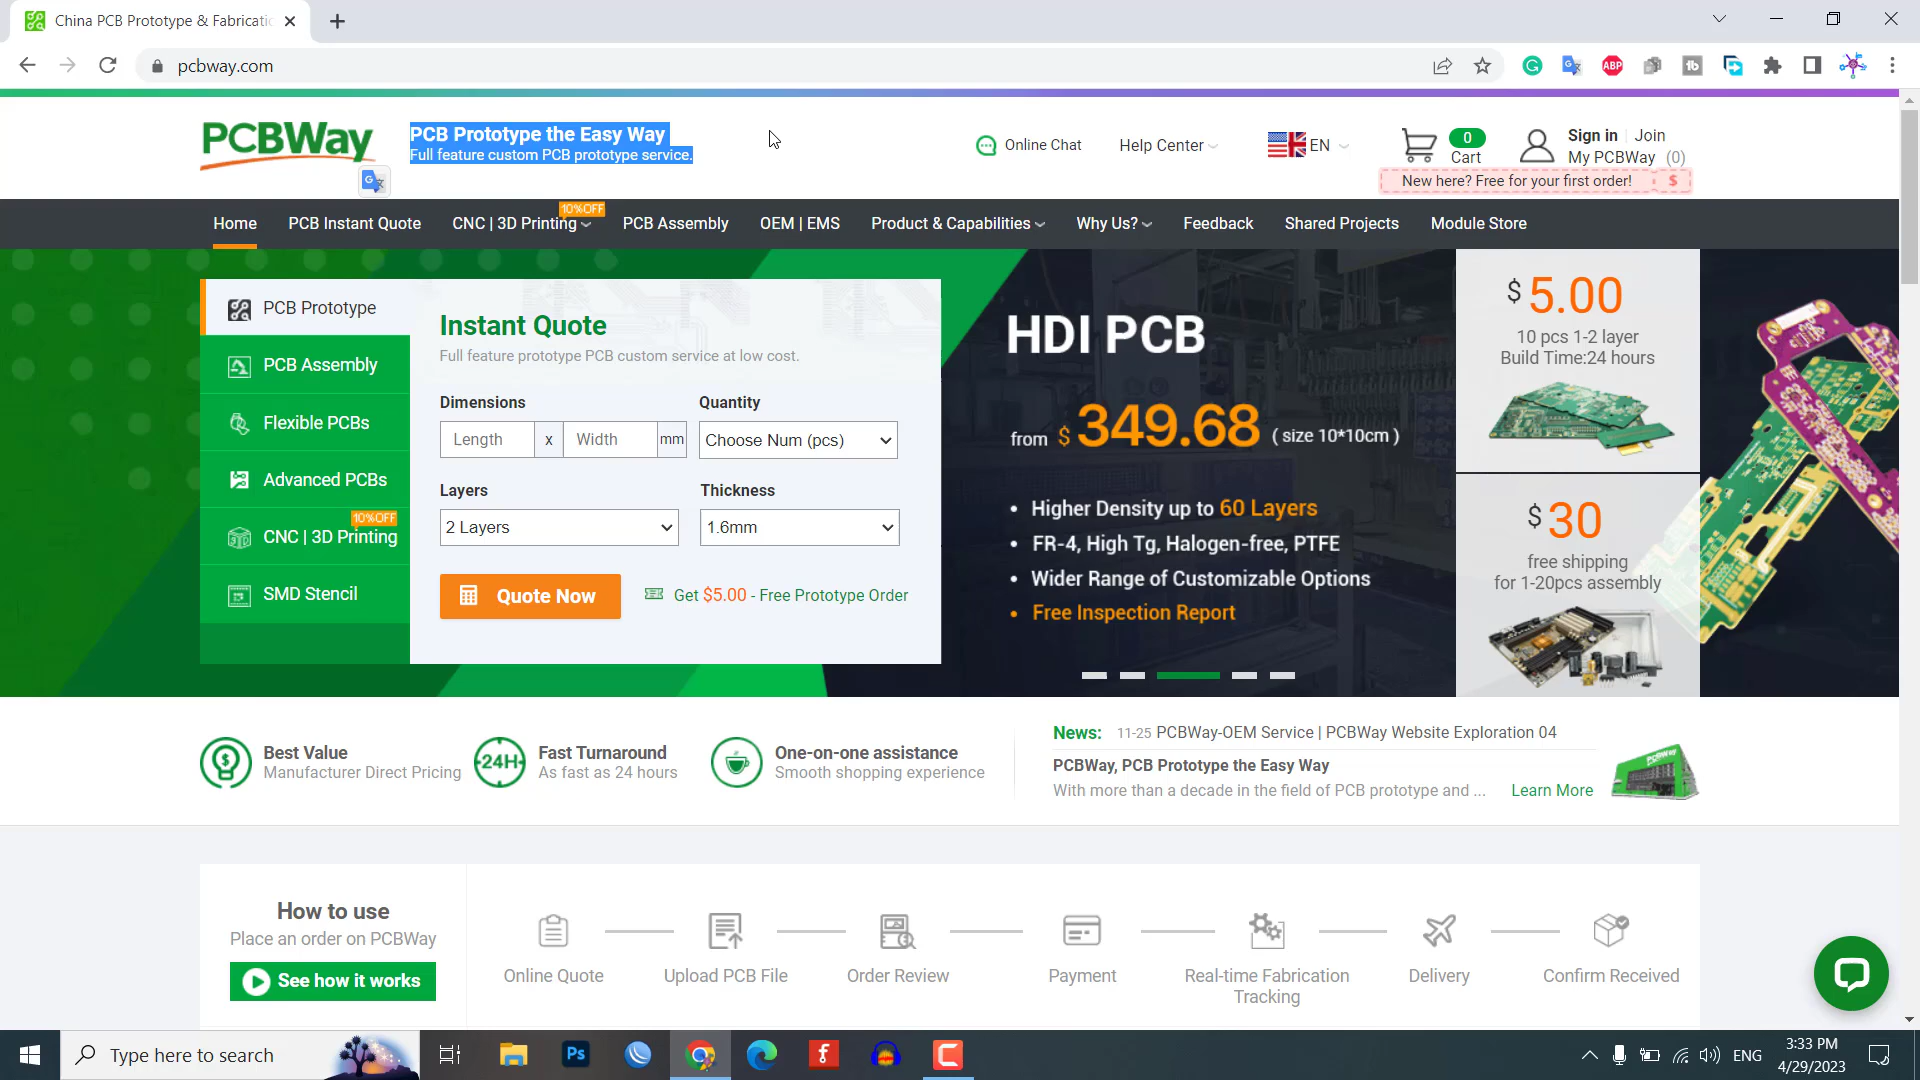 China PCB Prototype & Fabricatio
pcbway.com
PCBWay
PCB Prototype the Easy Way
Full feature custom PCB prototype service.
Online Chat
Help Center
EN
0
Cart
Sign in
Join
My PCBWay (0)
New here? Free for your first order!
$
Home
PCB Instant Quote
CNC | 3D Printing
10%OFF
PCB Assembly
OEM | EMS
Product & Capabilities
Why Us?
Feedback
Shared Projects
Module Store
PCB Prototype
PCB Assembly
Flexible PCBs
Advanced PCBs
10%OFF
CNC | 3D Printing
SMD Stencil
Instant Quote
Full feature prototype PCB custom service at low cost.
Dimensions
Quantity
Length
x
Width
mm
Choose Num (pcs)
Layers
Thickness
2 Layers
1.6mm
Quote Now
Get $5.00 - Free Prototype Order
HDI PCB
from $ 349.68 ( size 10*10cm )
• Higher Density up to 60 Layers
• FR-4, High Tg, Halogen-free, PTFE
• Wider Range of Customizable Options
• Free Inspection Report
$ 5.00
10 pcs 1-2 layer
Build Time:24 hours
$ 30
free shipping
for 1-20pcs assembly
Best Value
Manufacturer Direct Pricing
24H
Fast Turnaround
As fast as 24 hours
One-on-one assistance
Smooth shopping experience
News: 11-25 PCBWay-OEM Service | PCBWay Website Exploration 04
PCBWay, PCB Prototype the Easy Way
With more than a decade in the field of PCB prototype and ...
Learn More
How to use
Place an order on PCBWay
See how it works
Online Quote
Upload PCB File
Order Review
Payment
Real-time Fabrication
Tracking
Delivery
Confirm Received
Type here to search
Ps
ENG
3:33 PM
4/29/2023